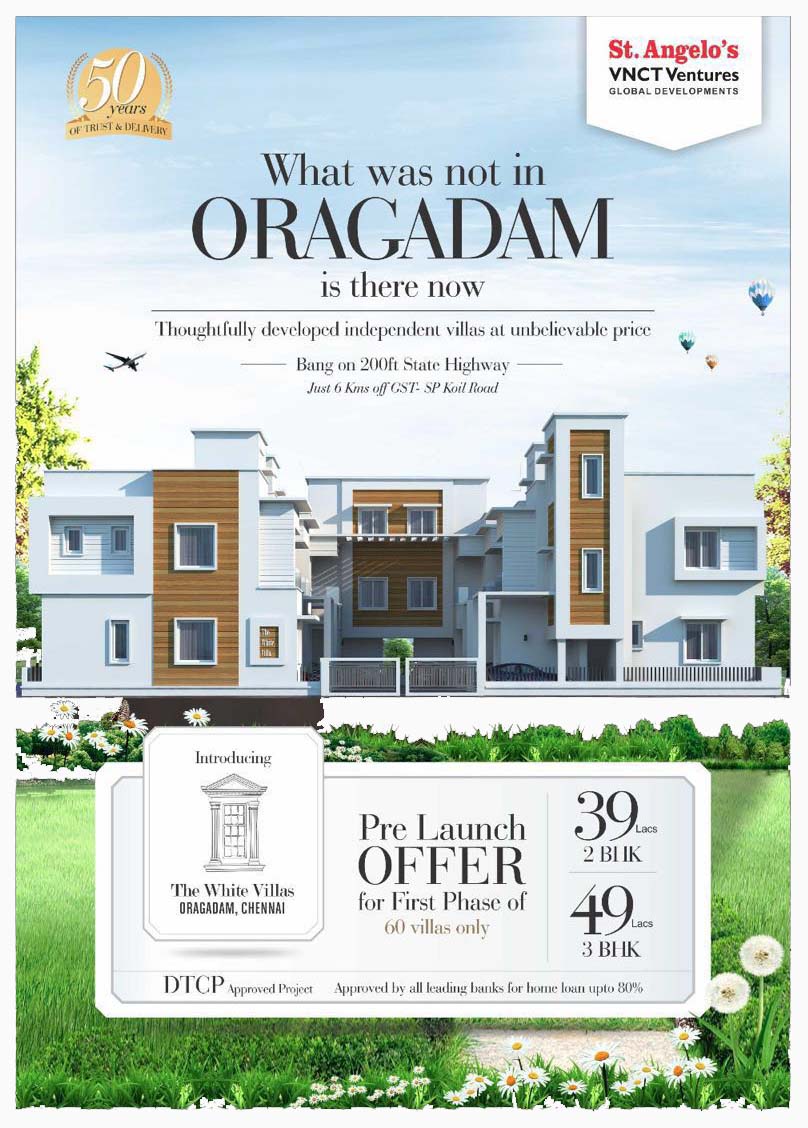 50
years
OF TRUST & DELIVERY
St. Angelo's
VNCT Ventures
GLOBAL DEVELOPMENTS
What was not in
ORAGADAM
is there now
Thoughtfully developed independent villas at unbelievable price
Bang on 200ft State Highway
Just 6 Kms off GST- SP Koil Road
The
White
Villa
Introducing
The White Villas
ORAGADAM, CHENNAI
Pre Launch
OFFER
for First Phase of
60 villas only
39 Lacs
2 BHK
49 Lacs
3 BHK
DTCP Approved Project
Approved by all leading banks for home loan upto 80%